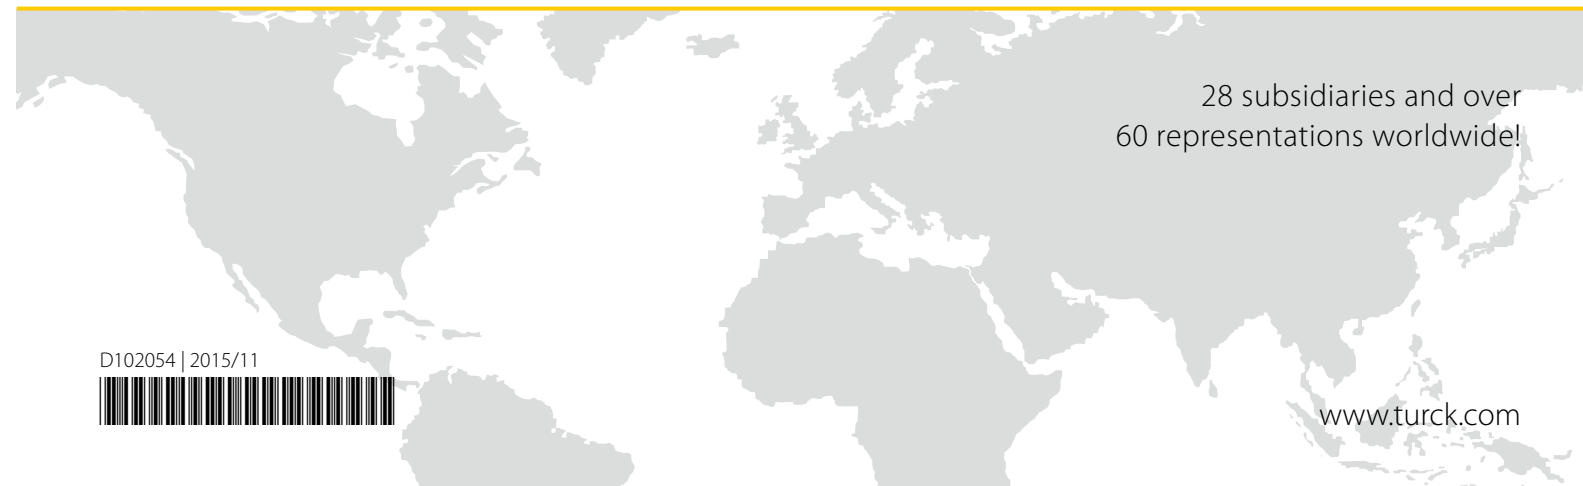 28 subsidiaries and over
60 representations worldwide!
D102054 | 2015/11
www.turck.com